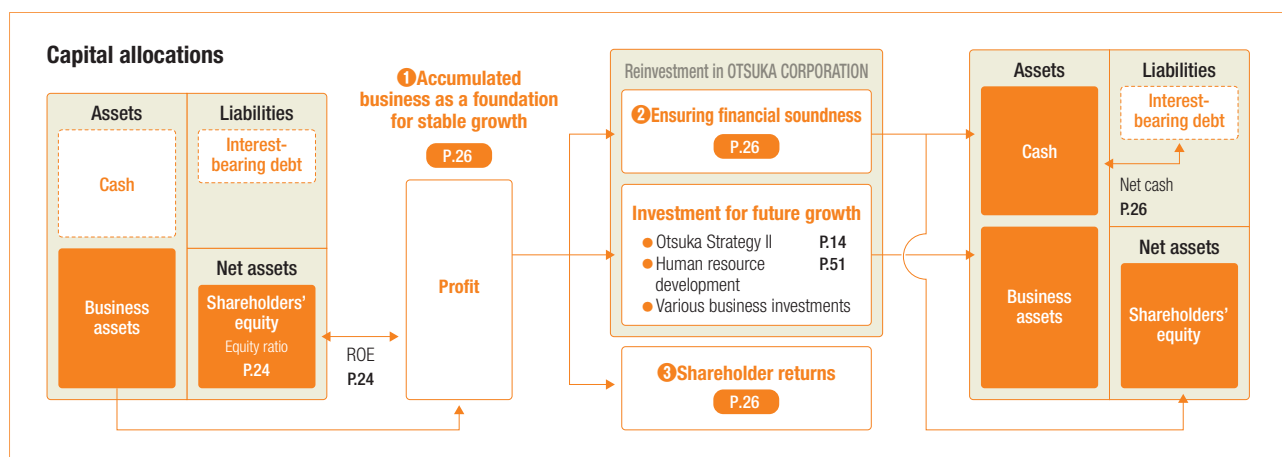 Capital allocations
Assets
Cash
Business
assets
Liabilities
Interest-
bearing debt
Net assets
Shareholders'
equity
Equity ratio
P.24
ROE
P.24
❶Accumulated
business as a foundation
for stable growth
P.26
Profit
Reinvestment in OTSUKA CORPORATION
❷Ensuring financial soundness
P.26
Investment for future growth
● Otsuka Strategy II P.14
● Human resource P.51
development
● Various business investments
❸Shareholder returns
P.26
Assets
Cash
Business
assets
Liabilities
Interest-
bearing debt
Net cash
P.26
Net assets
Shareholders'
equity